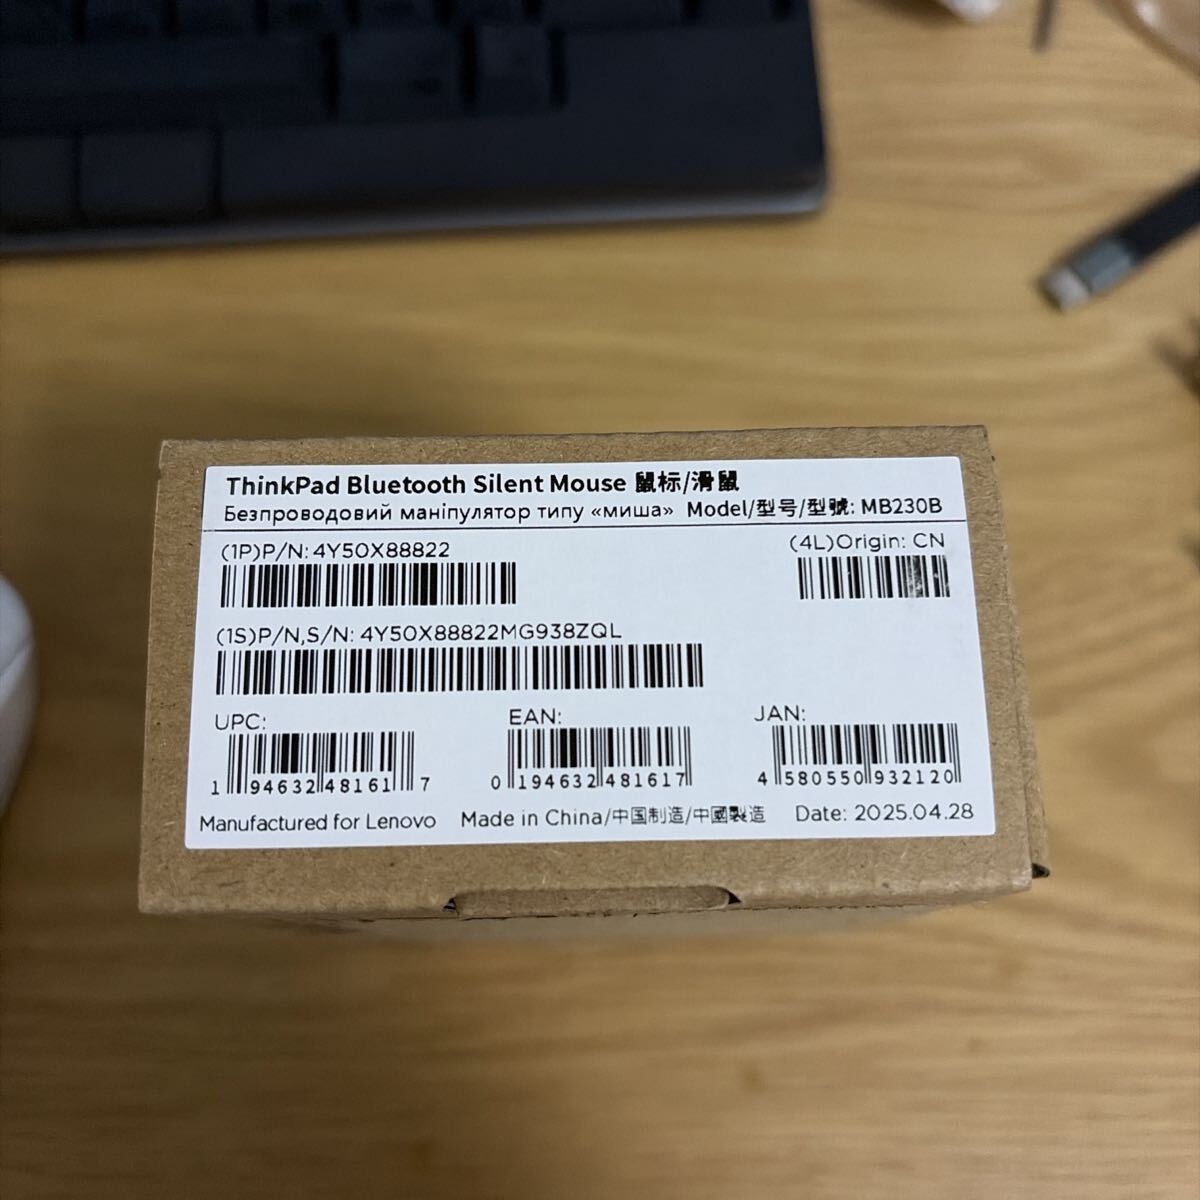 ThinkPad Bluetooth Silent Mouse 鼠标/滑鼠
Безпроводовий маніпулятор типу «миша» Model/型号/型號: MB230B
(1P)P/N: 4Y50X88822
(4L)Origin: CN
(1S)P/N,S/N: 4Y50X88822MG938ZQL
UPC:
1 94632 48161 7
EAN:
0 194632 481617
JAN:
4 580550 932120
Manufactured for Lenovo
Made in China/中国制造/中國製造
Date: 2025.04.28